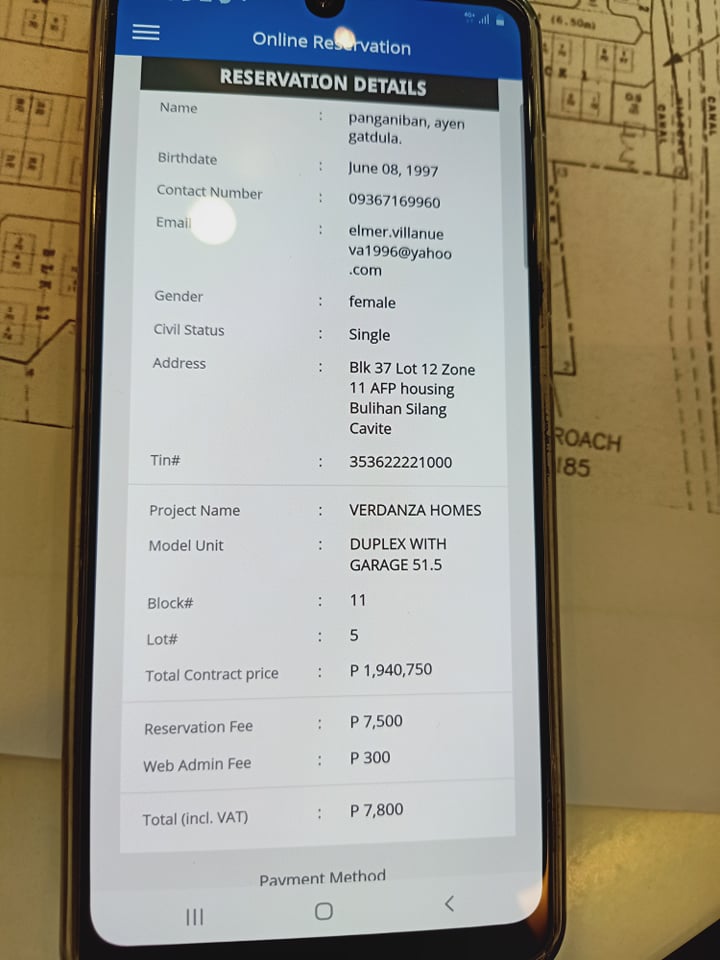 Online Reservation
RESERVATION DETAILS
Name : panganiban, ayen
gatdula.
Birthdate : June 08, 1997
Contact Number : 09367169960
Email : elmer.villanue
va1996@yahoo
.com
Gender : female
Civil Status : Single
Address : Blk 37 Lot 12 Zone
11 AFP housing
Bulihan Silang
Cavite
Tin# : 353622221000
Project Name : VERDANZA HOMES
Model Unit : DUPLEX WITH
GARAGE 51.5
Block# : 11
Lot# : 5
Total Contract price : P 1,940,750
Reservation Fee : P 7,500
Web Admin Fee : P 300
Total (incl. VAT) : P 7,800
Payment Method
(6.50m)
CANAL
CANAL
ROACH
185